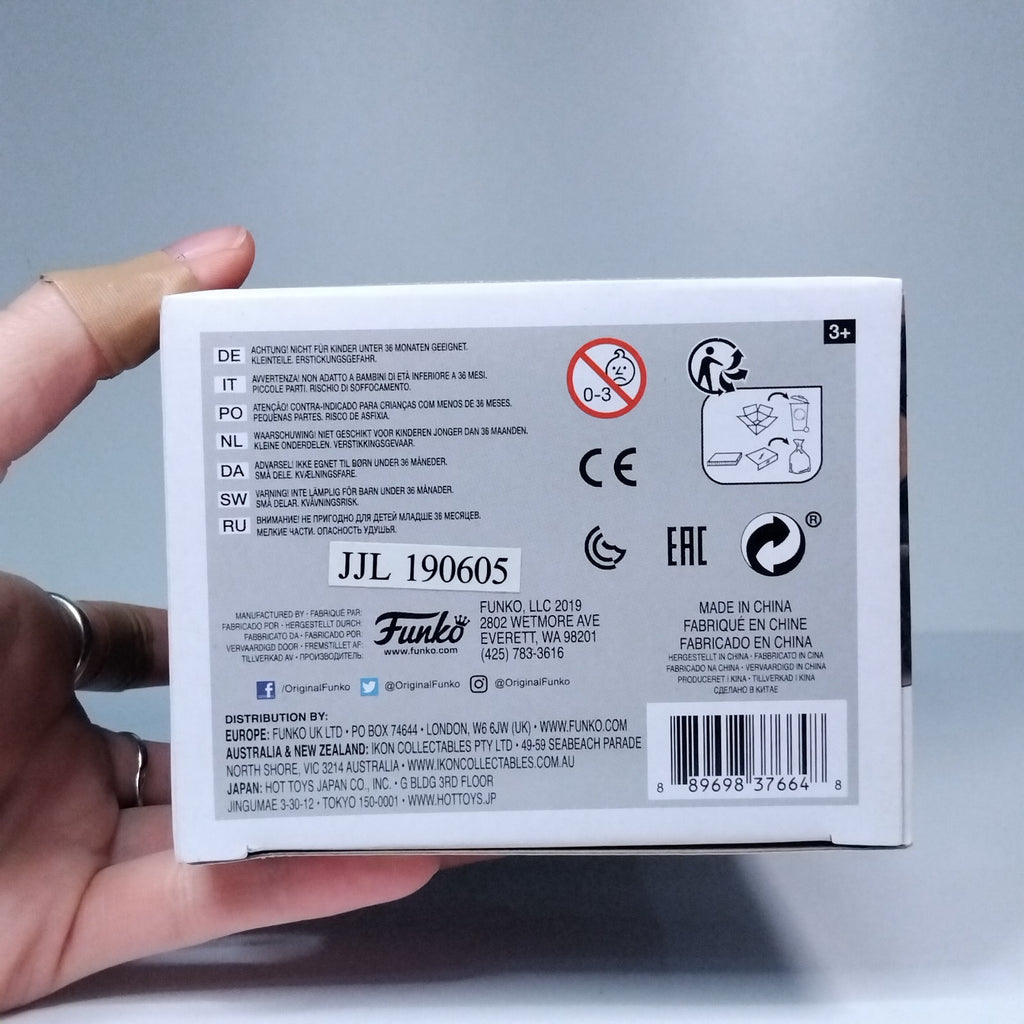 3+
DE ACHTUNG! NICHT FÜR KINDER UNTER 36 MONATEN GEEIGNET.
KLEINTEILE. ERSTICKUNGSGEFAHR.
IT AVVERTENZA! NON ADATTO A BAMBINI DI ETÀ INFERIORE A 36 MESI.
PICCOLE PARTI. RISCHIO DI SOFFOCAMENTO.
PO ATENÇÃO! CONTRA-INDICADO PARA CRIANÇAS COM MENOS DE 36 MESES.
PEQUENAS PARTES. RISCO DE ASFIXIA.
NL WAARSCHUWING! NIET GESCHIKT VOOR KINDEREN JONGER DAN 36 MAANDEN.
KLEINE ONDERDELEN. VERSTIKKINGSGEVAAR.
DA ADVARSEL! IKKE EGNET TIL BØRN UNDER 36 MÅNEDER.
SMÅ DELE. KVÆLNINGSFARE.
SW VARNING! INTE LÄMPLIG FÖR BARN UNDER 36 MÅNADER.
SMÅ DELAR. KVÄVNINGSRISK.
RU ВНИМАНИЕ! НЕ ПРИГОДНО ДЛЯ ДЕТЕЙ МЛАДШЕ 36 МЕСЯЦЕВ.
МЕЛКИЕ ЧАСТИ. ОПАСНОСТЬ УДУШЬЯ.
0-3
CE
EAC
®
JJL 190605
MANUFACTURED BY • FABRIQUÉ PAR:
FABRICADO POR • HERGESTELLT DURCH:
FABBRICATO DA • FABRICADO POR:
VERVAARDIGD DOOR • FREMSTILLET AF:
TILLVERKAD AV • ПРОИЗВОДИТЕЛЬ:
Funko
www.funko.com
FUNKO, LLC 2019
2802 WETMORE AVE
EVERETT, WA 98201
(425) 783-3616
MADE IN CHINA
FABRIQUÉ EN CHINE
FABRICADO EN CHINA
HERGESTELLT IN CHINA • FABBRICATO IN CINA
FABRICADO NA CHINA • VERVAARDIGD IN CHINA
PRODUCERET I KINA • TILLVERKAD I KINA
СДЕЛАНО В КИТАЕ
/OriginalFunko @OriginalFunko @OriginalFunko
DISTRIBUTION BY:
EUROPE: FUNKO UK LTD • PO BOX 74644 • LONDON, W6 6JW (UK) • WWW.FUNKO.COM
AUSTRALIA & NEW ZEALAND: IKON COLLECTABLES PTY LTD • 49-59 SEABEACH PARADE
NORTH SHORE, VIC 3214 AUSTRALIA • WWW.IKONCOLLECTABLES.COM.AU
JAPAN: HOT TOYS JAPAN CO., INC. • G BLDG 3RD FLOOR
JINGUMAE 3-30-12 • TOKYO 150-0001 • WWW.HOTTOYS.JP
8 89698 37664 8